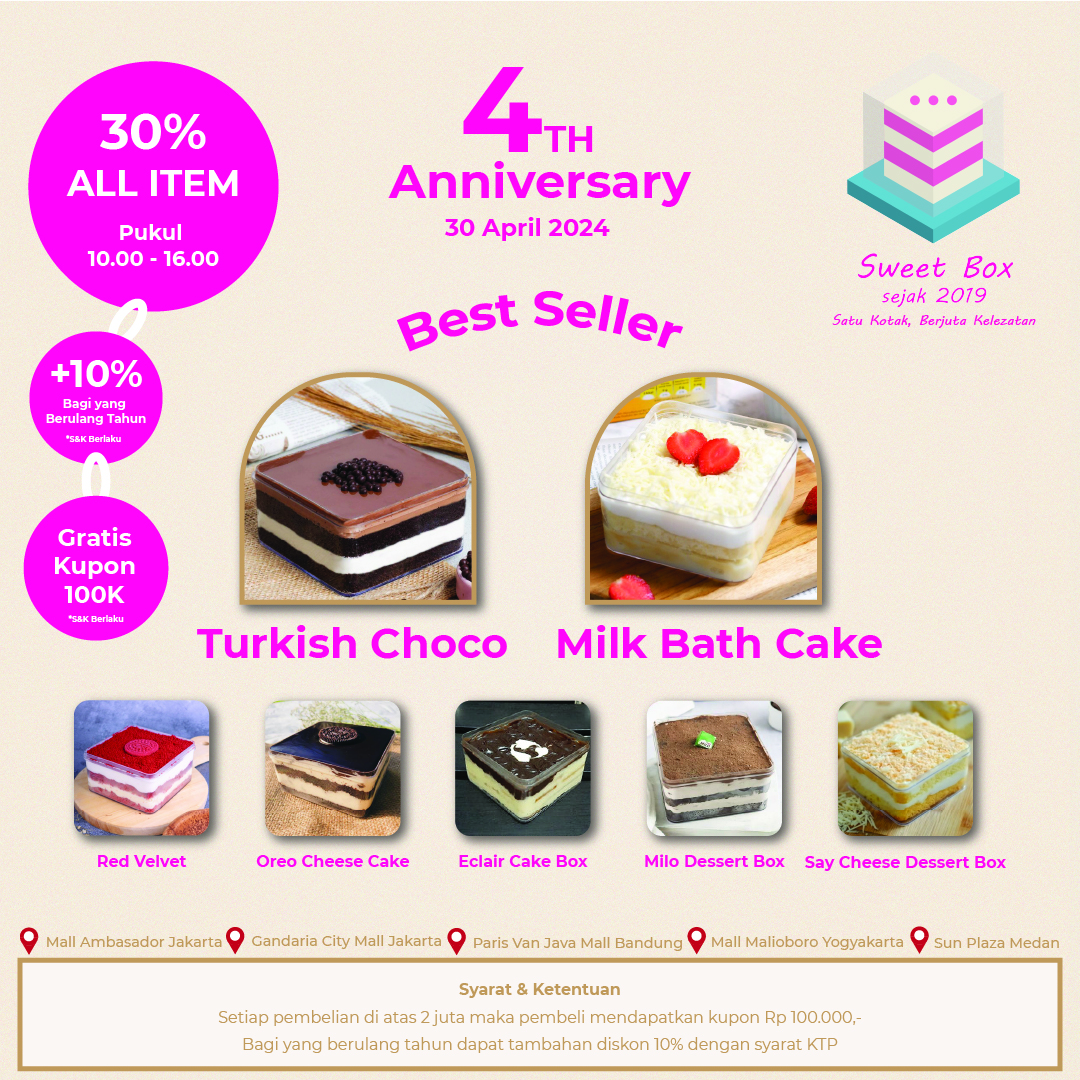 30%
ALL ITEM
Pukul
10.00 - 16.00
+10%
Bagi yang
Berulang Tahun
*S&K Berlaku
Gratis
Kupon
100K
*S&K Berlaku
4TH
Anniversary
30 April 2024
Sweet Box
sejak 2019
Satu Kotak, Berjuta Kelezatan
Best Seller
Turkish Choco
Milk Bath Cake
Red Velvet
Oreo Cheese Cake
Eclair Cake Box
Milo Dessert Box
Say Cheese Dessert Box
Mall Ambasador Jakarta
Gandaria City Mall Jakarta
Paris Van Java Mall Bandung
Mall Malioboro Yogyakarta
Sun Plaza Medan
Syarat & Ketentuan
Setiap pembelian di atas 2 juta maka pembeli mendapatkan kupon Rp 100.000,-
Bagi yang berulang tahun dapat tambahan diskon 10% dengan syarat KTP